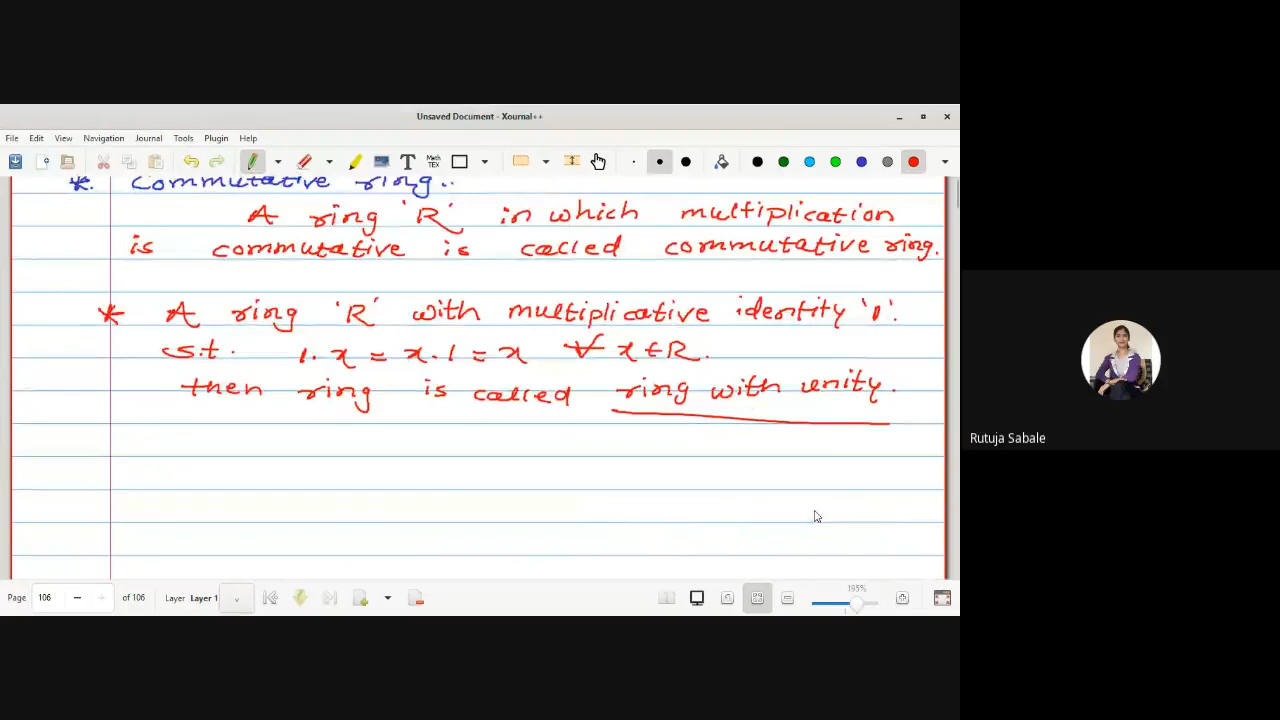 Unsaved Document - Xournal++
File Edit View Navigation Journal Tools Plugin Help
*. Commutative ring..
A ring 'R' in which multiplication
is commutative is called commutative ring.
* A ring 'R' with multiplicative identity '1'.
s.t. 1. x = x . 1 = x ∀ x ∈ R.
then ring is called ring with unity.
Rutuja Sabale
Page 106 of 106 Layer Layer 1 195%